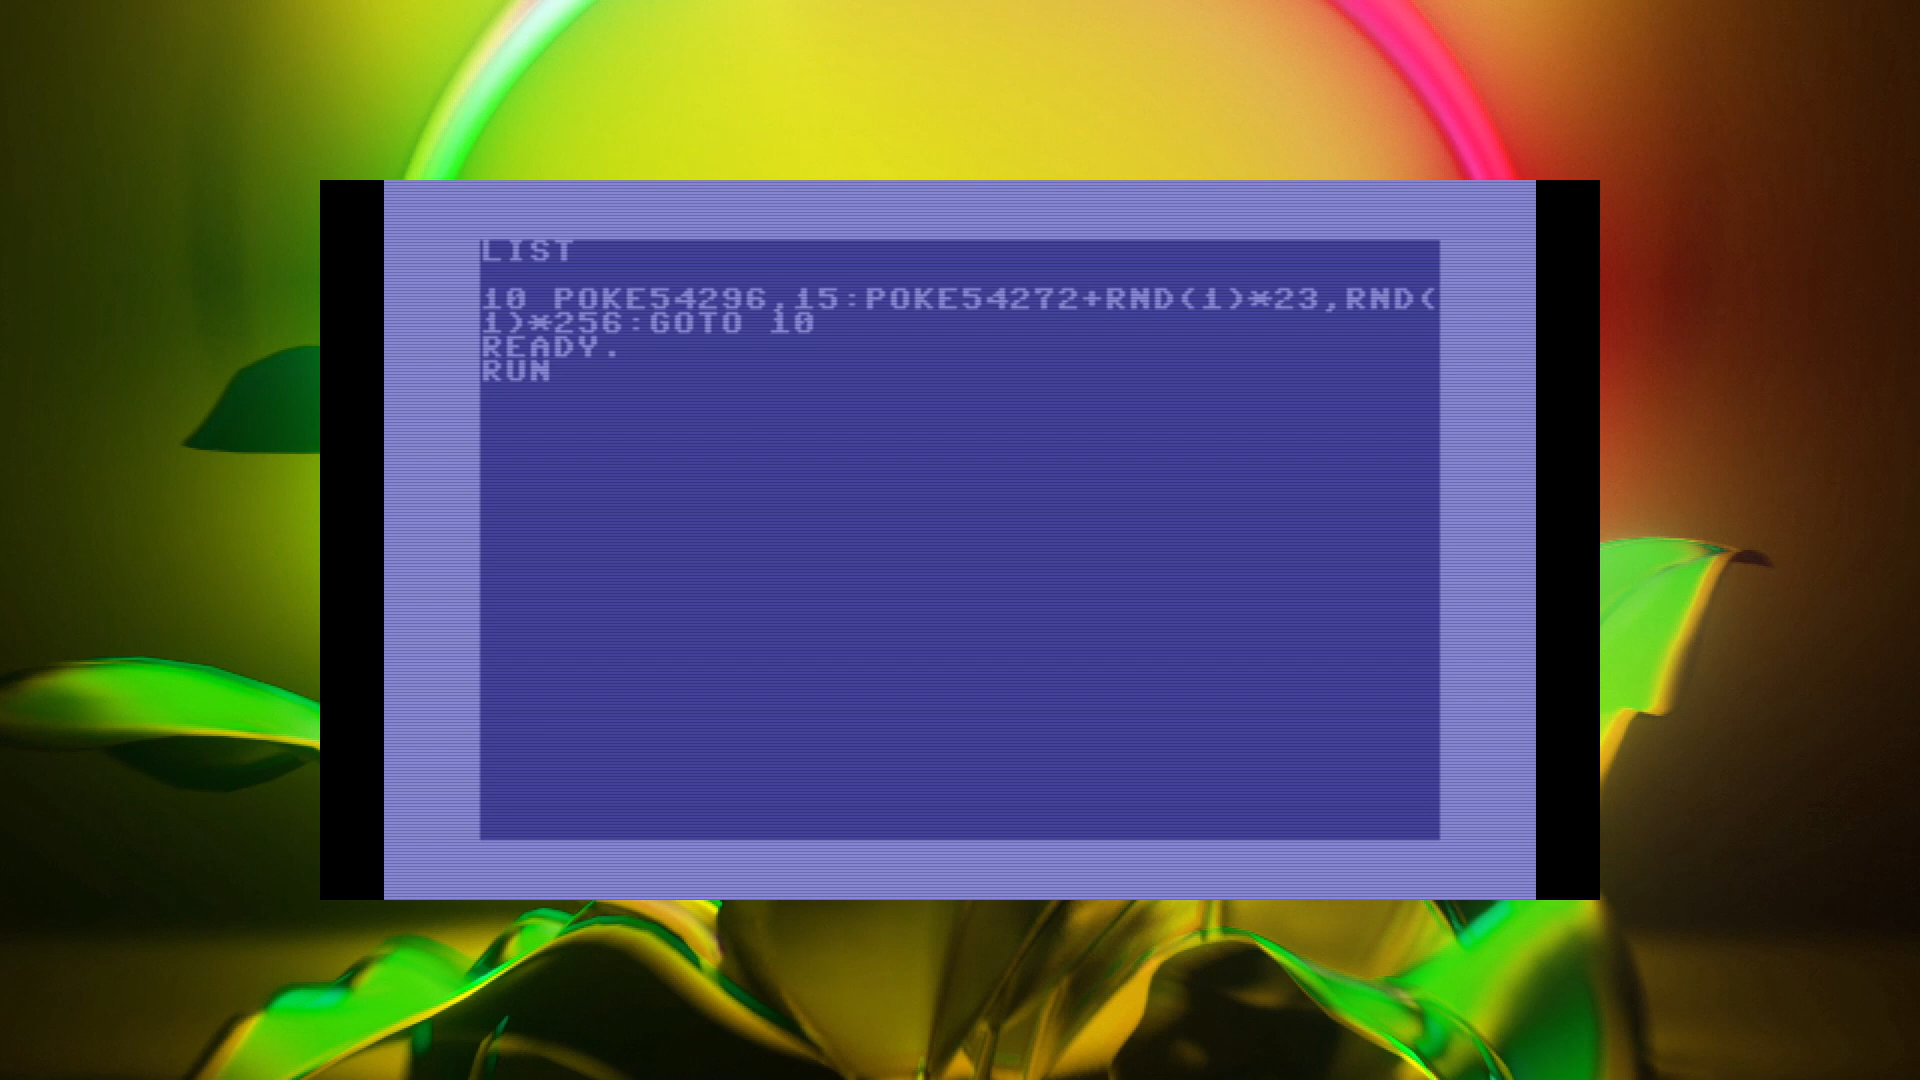 LIST
10 POKE54296,15:POKE54272+RND(1)*23,RND(
1)*256:GOTO 10
READY.
RUN